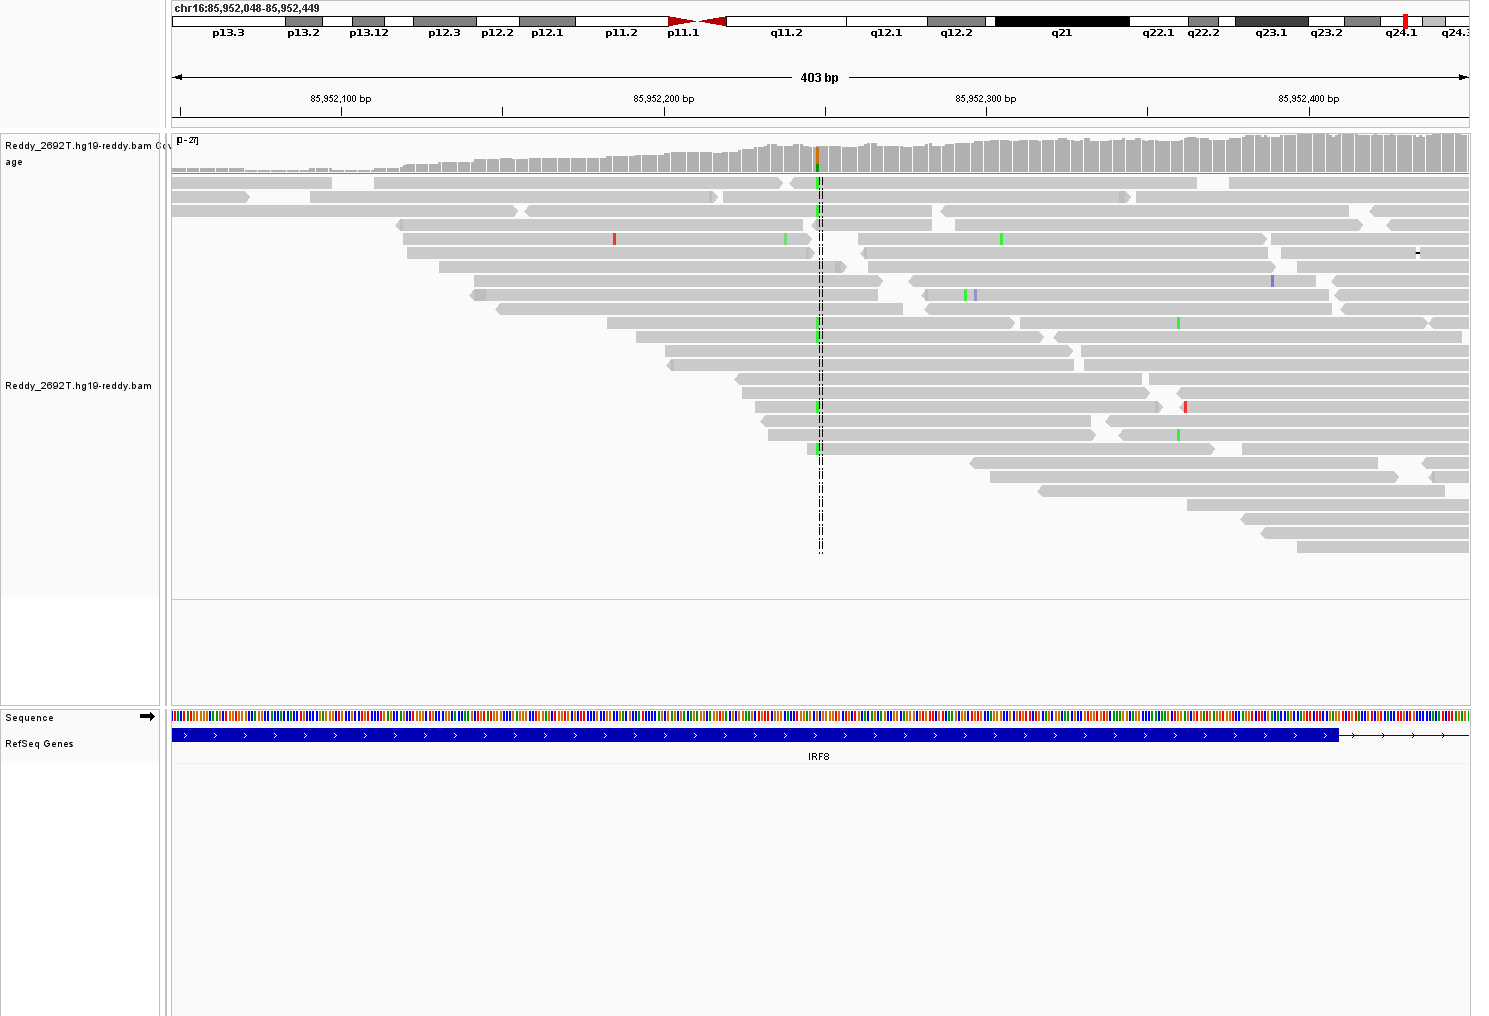 chr16:85,952,048-85,952,449
p13.3 p13.2 p13.12 p12.3 p12.2 p12.1 p11.2 p11.1 q11.2 q12.1 q12.2 q21 q22.1 q22.2 q23.1 q23.2 q24.1 q24.3
403 bp
85,952,100 bp 85,952,200 bp 85,952,300 bp 85,952,400 bp
Reddy_2692T.hg19-reddy.bam Cov
age
[0 - 27]
Reddy_2692T.hg19-reddy.bam
Sequence
RefSeq Genes
IRF8